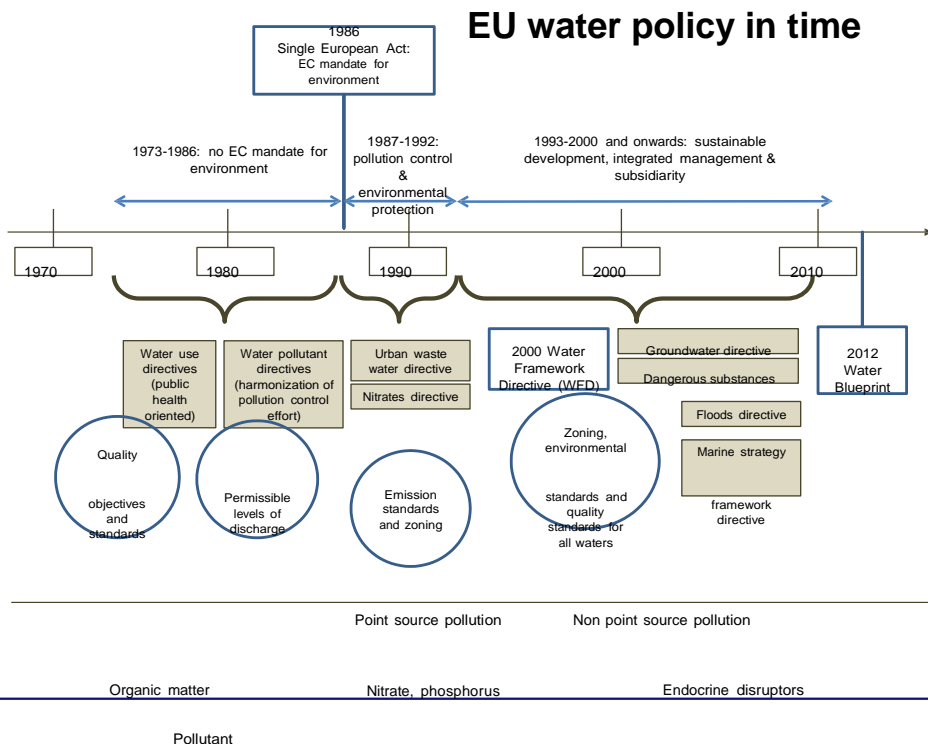 EU water policy in time
1986
Single European Act:
EC mandate for
environment
1973-1986: no EC mandate for
environment
1987-1992:
pollution control
&
environmental
protection
1993-2000 and onwards: sustainable
development, integrated management &
subsidiarity
1970
1980
1990
2000
2010
Water use
directives
(public
health
oriented)
Water pollutant
directives
(harmonization of
pollution control
effort)
Urban waste
water directive
Nitrates directive
2000 Water
Framework
Directive (WFD)
Groundwater directive
Dangerous substances
Floods directive
Marine strategy
framework
directive
2012
Water
Blueprint
Quality
objectives
and
standards
Permissible
levels of
discharge
Emission
standards
and zoning
Zoning,
environmental
standards and
quality
standards for
all waters
Point source pollution
Non point source pollution
Organic matter
Nitrate, phosphorus
Endocrine disruptors
Pollutant